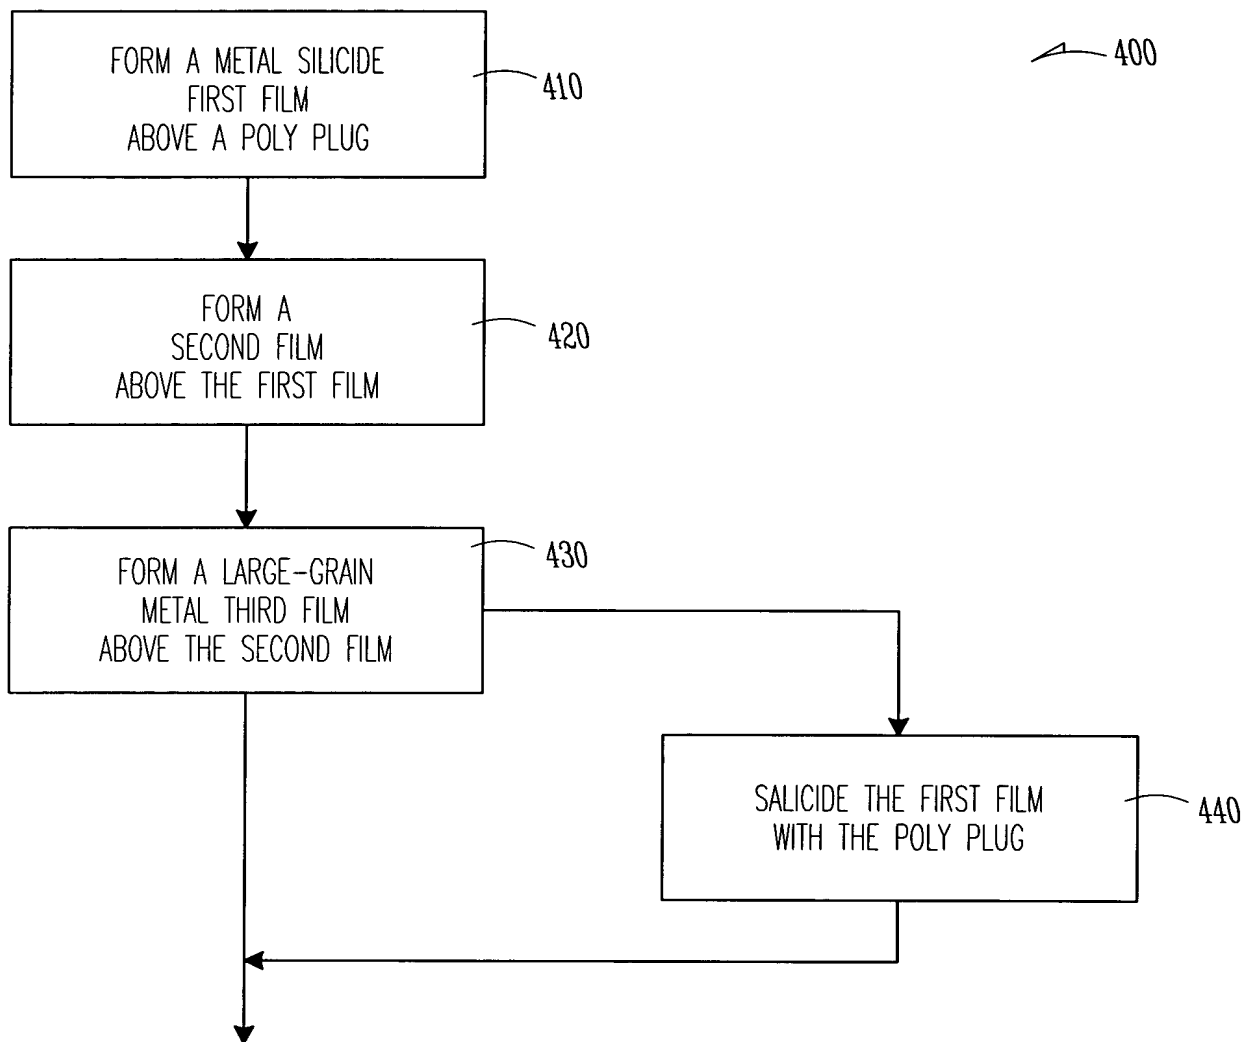 FORM A METAL SILICIDE
FIRST FILM
ABOVE A POLY PLUG
410
400
FORM A
SECOND FILM
ABOVE THE FIRST FILM
420
FORM A LARGE-GRAIN
METAL THIRD FILM
ABOVE THE SECOND FILM
430
SALICIDE THE FIRST FILM
WITH THE POLY PLUG
440